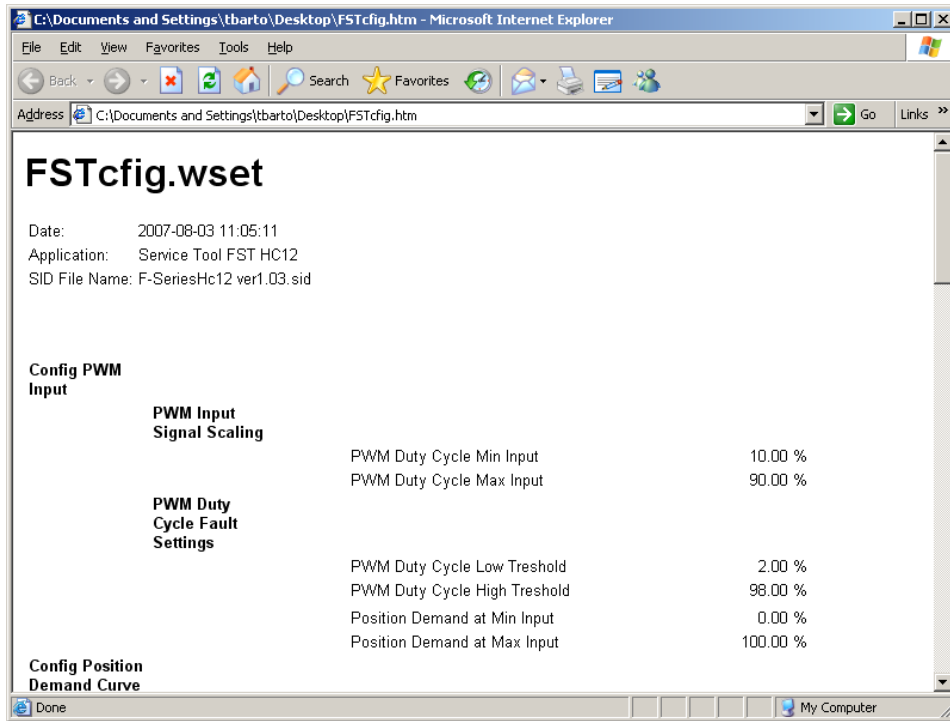 C:\Documents and Settings\tbarto\Desktop\FSTcfig.htm - Microsoft Internet Explorer
File Edit View Favorites Tools Help
Back Search Favorites
Address C:\Documents and Settings\tbarto\Desktop\FSTcfig.htm Go Links »
FSTcfig.wset
Date: 2007-08-03 11:05:11
Application: Service Tool FST HC12
SID File Name: F-SeriesHc12 ver1.03.sid
Config PWM
Input
PWM Input
Signal Scaling
PWM Duty Cycle Min Input 10.00 %
PWM Duty Cycle Max Input 90.00 %
PWM Duty
Cycle Fault
Settings
PWM Duty Cycle Low Treshold 2.00 %
PWM Duty Cycle High Treshold 98.00 %
Position Demand at Min Input 0.00 %
Position Demand at Max Input 100.00 %
Config Position
Demand Curve
Done My Computer